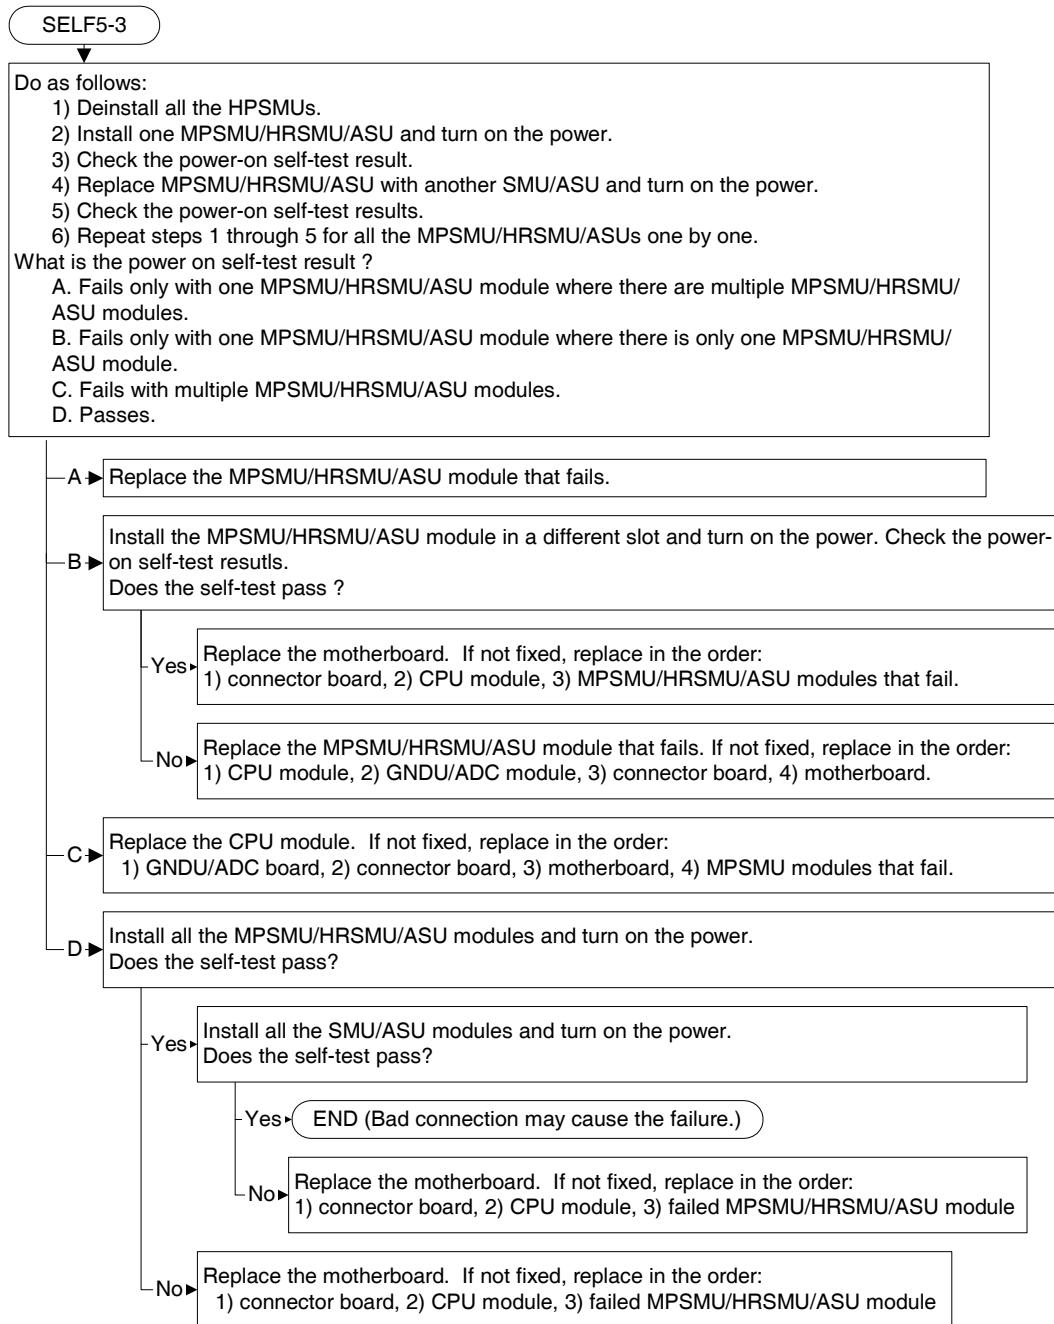 SELF5-3
Do as follows:
1) Deinstall all the HPSMUs.
2) Install one MPSMU/HRSMU/ASU and turn on the power.
3) Check the power-on self-test result.
4) Replace MPSMU/HRSMU/ASU with another SMU/ASU and turn on the power.
5) Check the power-on self-test results.
6) Repeat steps 1 through 5 for all the MPSMU/HRSMU/ASUs one by one.
What is the power on self-test result ?
A. Fails only with one MPSMU/HRSMU/ASU module where there are multiple MPSMU/HRSMU/
ASU modules.
B. Fails only with one MPSMU/HRSMU/ASU module where there is only one MPSMU/HRSMU/
ASU module.
C. Fails with multiple MPSMU/HRSMU/ASU modules.
D. Passes.
A
Replace the MPSMU/HRSMU/ASU module that fails.
B
Install the MPSMU/HRSMU/ASU module in a different slot and turn on the power. Check the power-
on self-test resutls.
Does the self-test pass ?
Yes
Replace the motherboard. If not fixed, replace in the order:
1) connector board, 2) CPU module, 3) MPSMU/HRSMU/ASU modules that fail.
No
Replace the MPSMU/HRSMU/ASU module that fails. If not fixed, replace in the order:
1) CPU module, 2) GNDU/ADC module, 3) connector board, 4) motherboard.
C
Replace the CPU module. If not fixed, replace in the order:
1) GNDU/ADC board, 2) connector board, 3) motherboard, 4) MPSMU modules that fail.
D
Install all the MPSMU/HRSMU/ASU modules and turn on the power.
Does the self-test pass?
Yes
Install all the SMU/ASU modules and turn on the power.
Does the self-test pass?
Yes
END (Bad connection may cause the failure.)
No
Replace the motherboard. If not fixed, replace in the order:
1) connector board, 2) CPU module, 3) failed MPSMU/HRSMU/ASU module
No
Replace the motherboard. If not fixed, replace in the order:
1) connector board, 2) CPU module, 3) failed MPSMU/HRSMU/ASU module